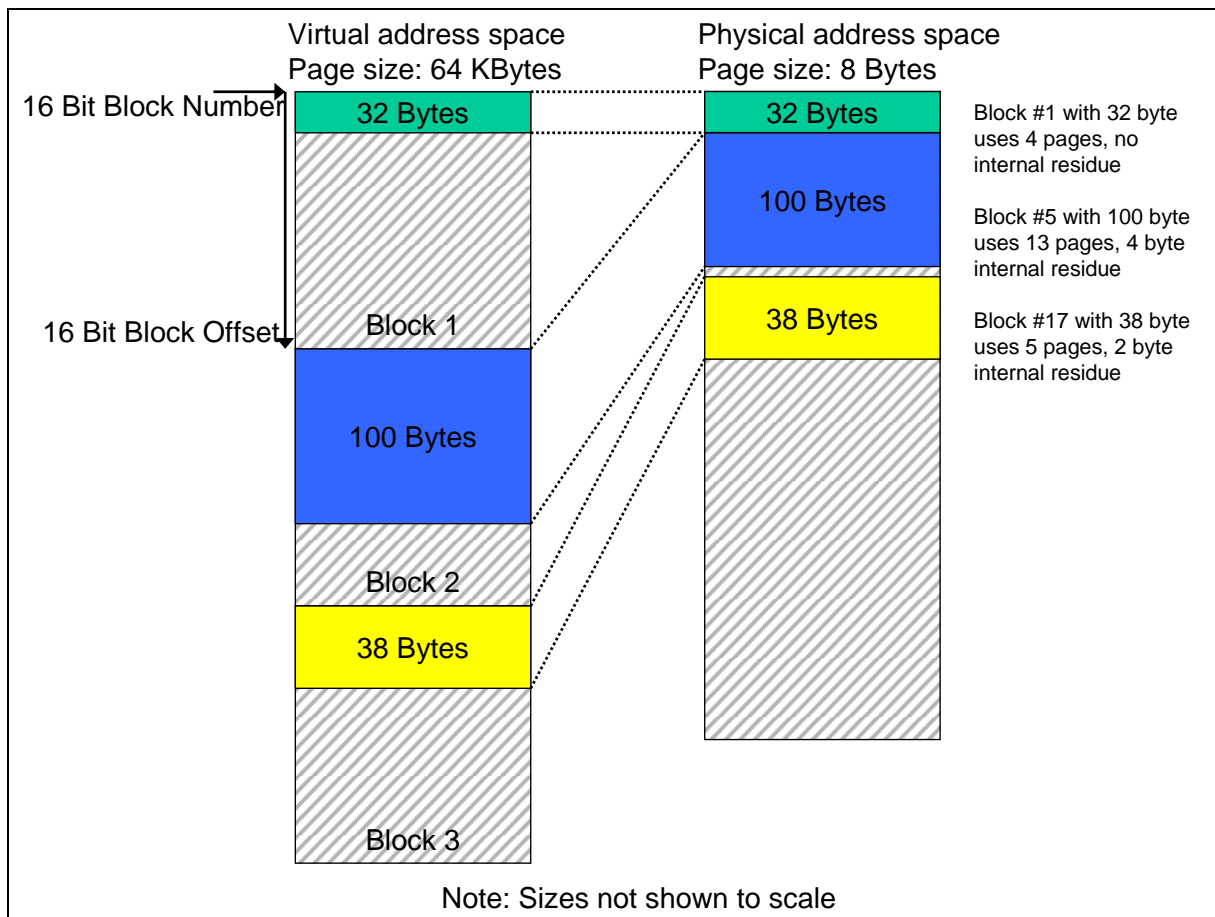 Virtual address space
Page size: 64 KBytes
Physical address space
Page size: 8 Bytes
16 Bit Block Number
32 Bytes
32 Bytes
Block #1 with 32 byte
uses 4 pages, no
internal residue
100 Bytes
Block #5 with 100 byte
uses 13 pages, 4 byte
internal residue
Block 1
38 Bytes
Block #17 with 38 byte
uses 5 pages, 2 byte
internal residue
16 Bit Block Offset
100 Bytes
Block 2
38 Bytes
Block 3
Note: Sizes not shown to scale